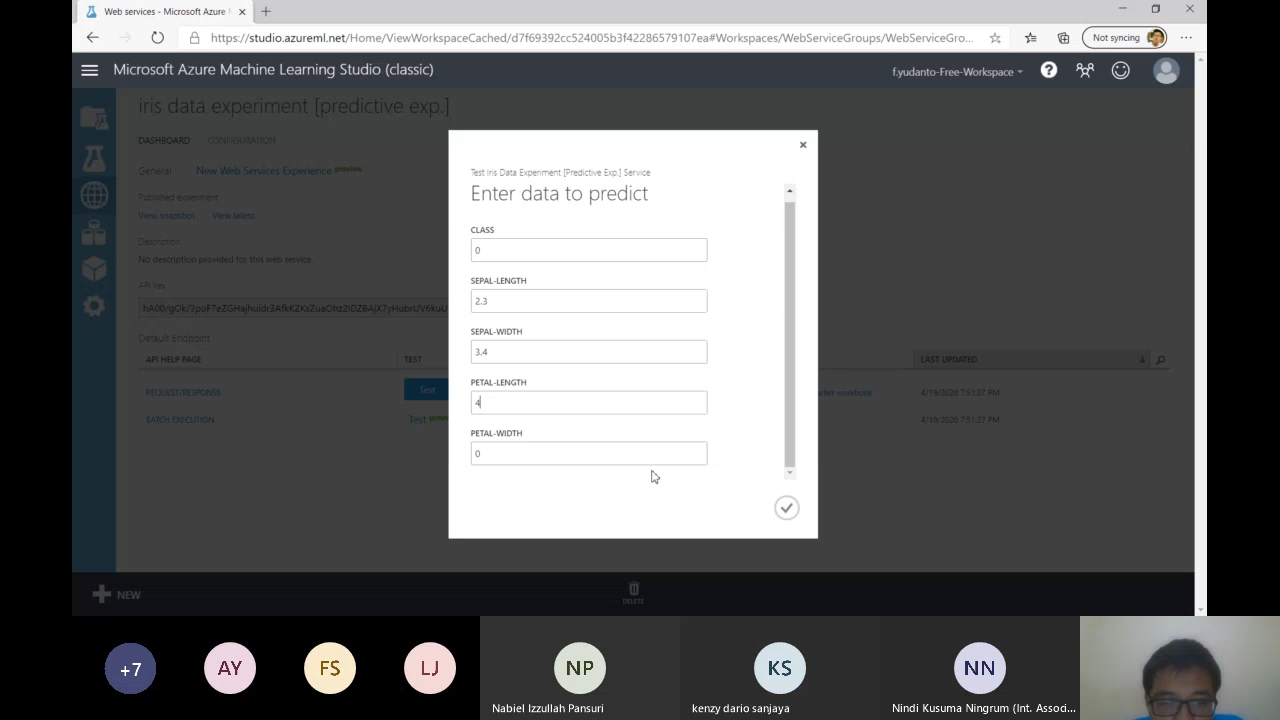 Web services - Microsoft Azure M
https://studio.azureml.net/Home/ViewWorkspaceCached/d7f69392cc524005b3f42286579107ea#Workspaces/WebServiceGroups/WebServiceGro...
Not syncing
Microsoft Azure Machine Learning Studio (classic)
f.yudanto-Free-Workspace
iris data experiment [predictive exp.]
DASHBOARD CONFIGURATION
General New Web Services Experience preview
Published experiment
View snapshot View latest
Description
No description provided for this web service.
API key
Default Endpoint
API HELP PAGE TEST LAST UPDATED
REQUEST/RESPONSE Test 4/19/2020 7:51:27 PM
BATCH EXECUTION Test 4/19/2020 7:51:27 PM
Test Iris Data Experiment [Predictive Exp.] Service
Enter data to predict
CLASS
0
SEPAL-LENGTH
2.3
SEPAL-WIDTH
3.4
PETAL-LENGTH
4
PETAL-WIDTH
0
NEW
DELETE
+7
AY
FS
LJ
NP
Nabiel Izzullah Pansuri
KS
kenzy dario sanjaya
NN
Nindi Kusuma Ningrum (Int. Associ...